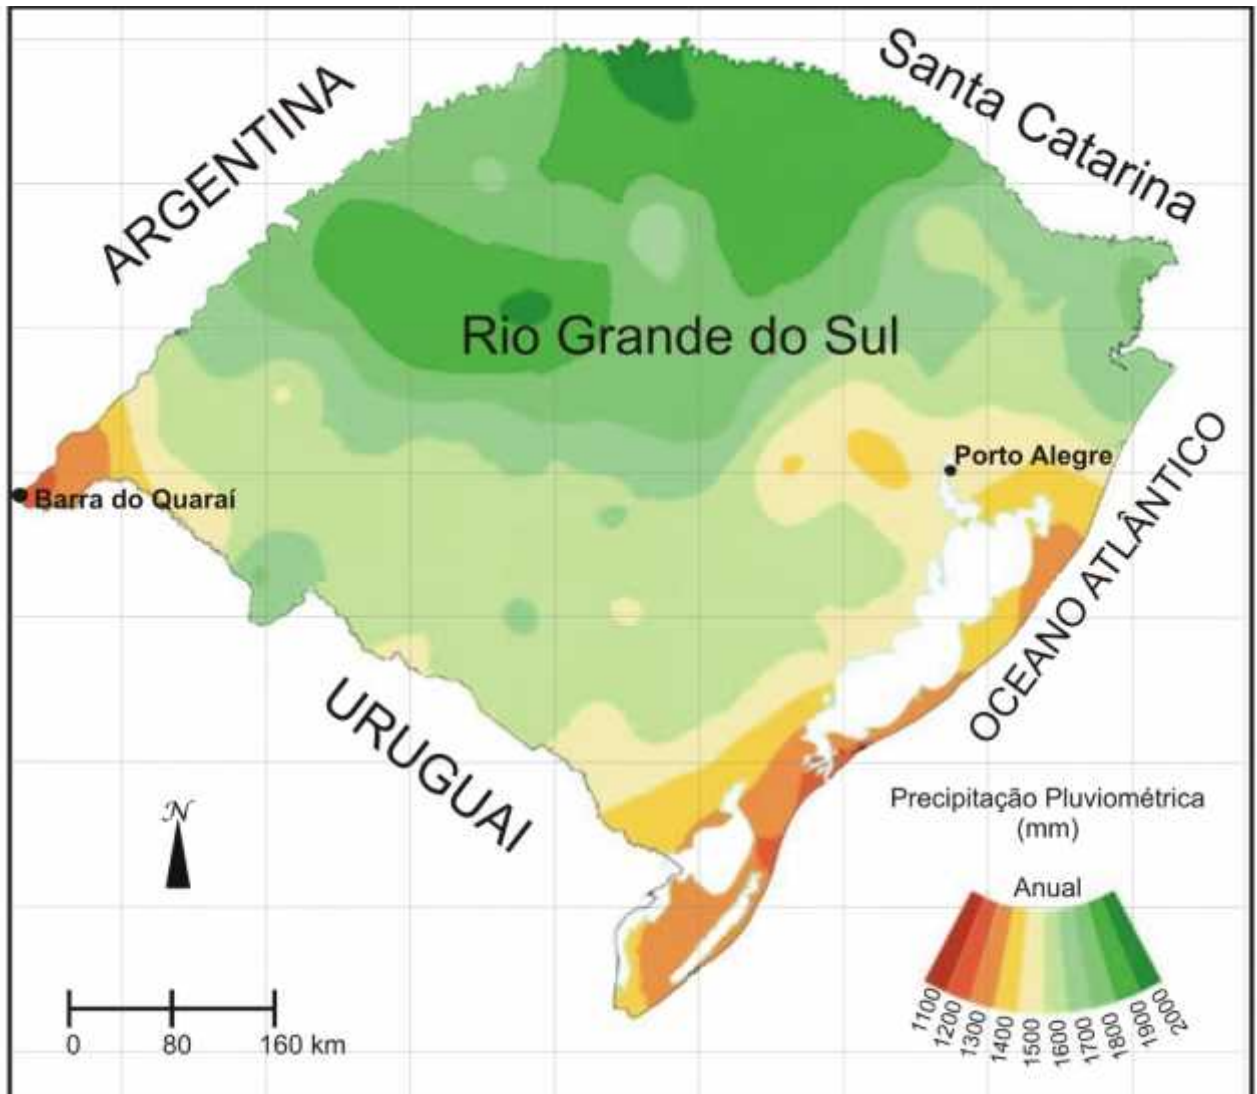 Santa Catarina
ARGENTINA
Rio Grande do Sul
Porto Alegre
Barra do Quaraí
OCEANO ATLÂNTICO
URUGUAI
N
Precipitação Pluviométrica
(mm)
Anual
1100
1200
1300
1400
1500
1600
1700
1800
1900
2000
0 80 160 km